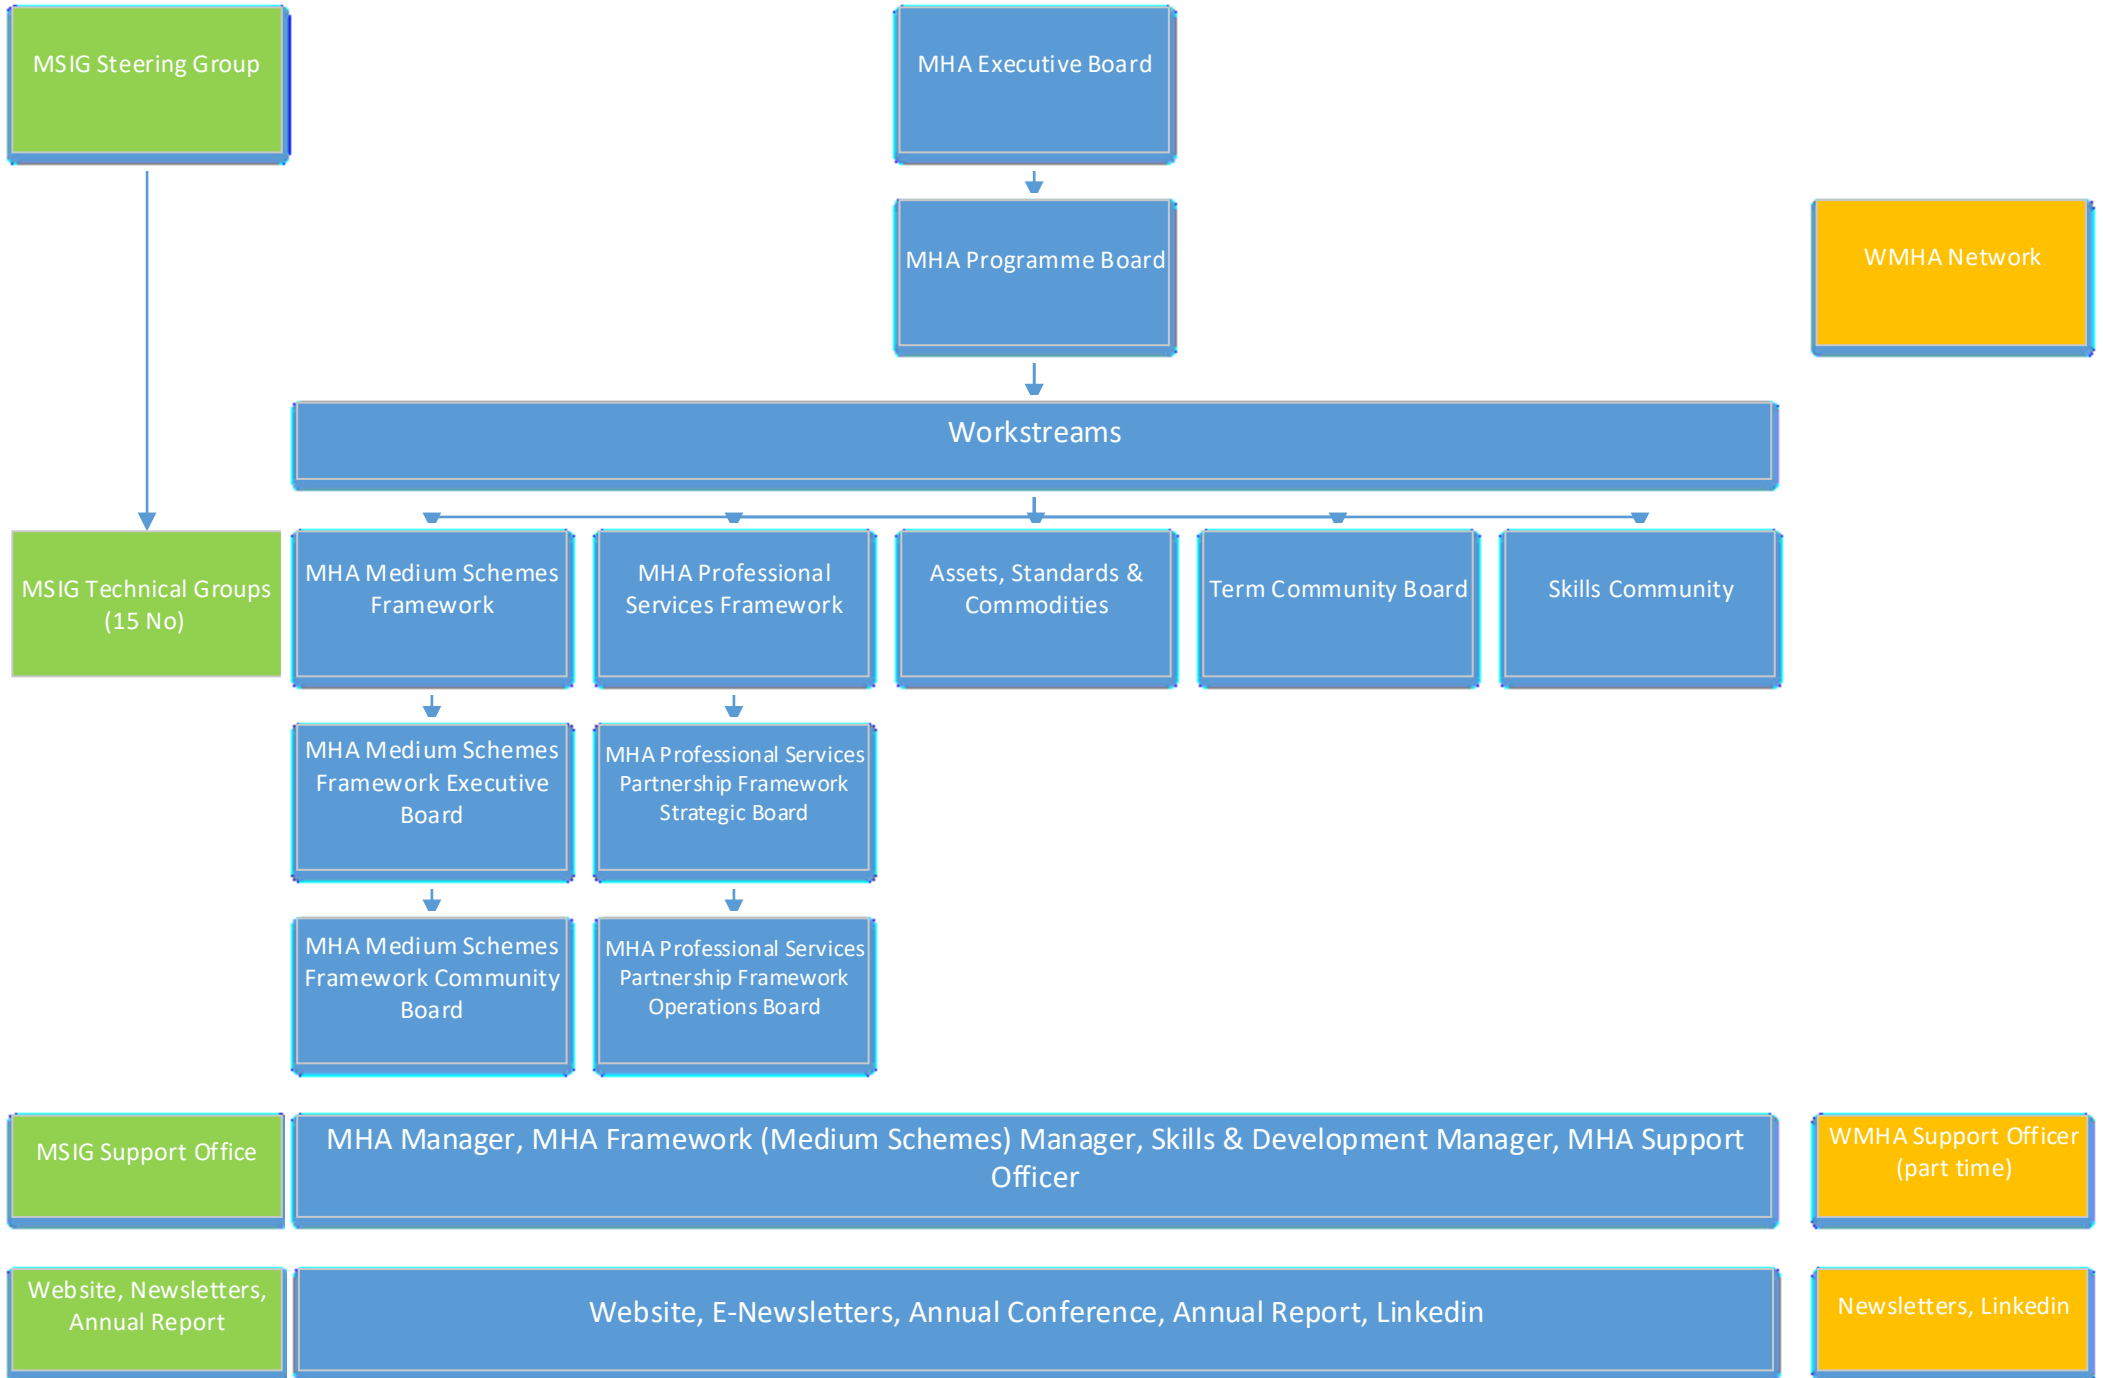 MSIG Steering Group
MHA Executive Board
MHA Programme Board
WMHA Network
Workstreams
MSIG Technical Groups
(15 No)
MHA Medium Schemes
Framework
MHA Professional
Services Framework
Assets, Standards &
Commodities
Term Community Board
Skills Community
MHA Medium Schemes
Framework Executive
Board
MHA Professional Services
Partnership Framework
Strategic Board
MHA Medium Schemes
Framework Community
Board
MHA Professional Services
Partnership Framework
Operations Board
MSIG Support Office
MHA Manager, MHA Framework (Medium Schemes) Manager, Skills & Development Manager, MHA Support
Officer
WMHA Support Officer
(part time)
Website, Newsletters,
Annual Report
Website, E-Newsletters, Annual Conference, Annual Report, Linkedin
Newsletters, Linkedin